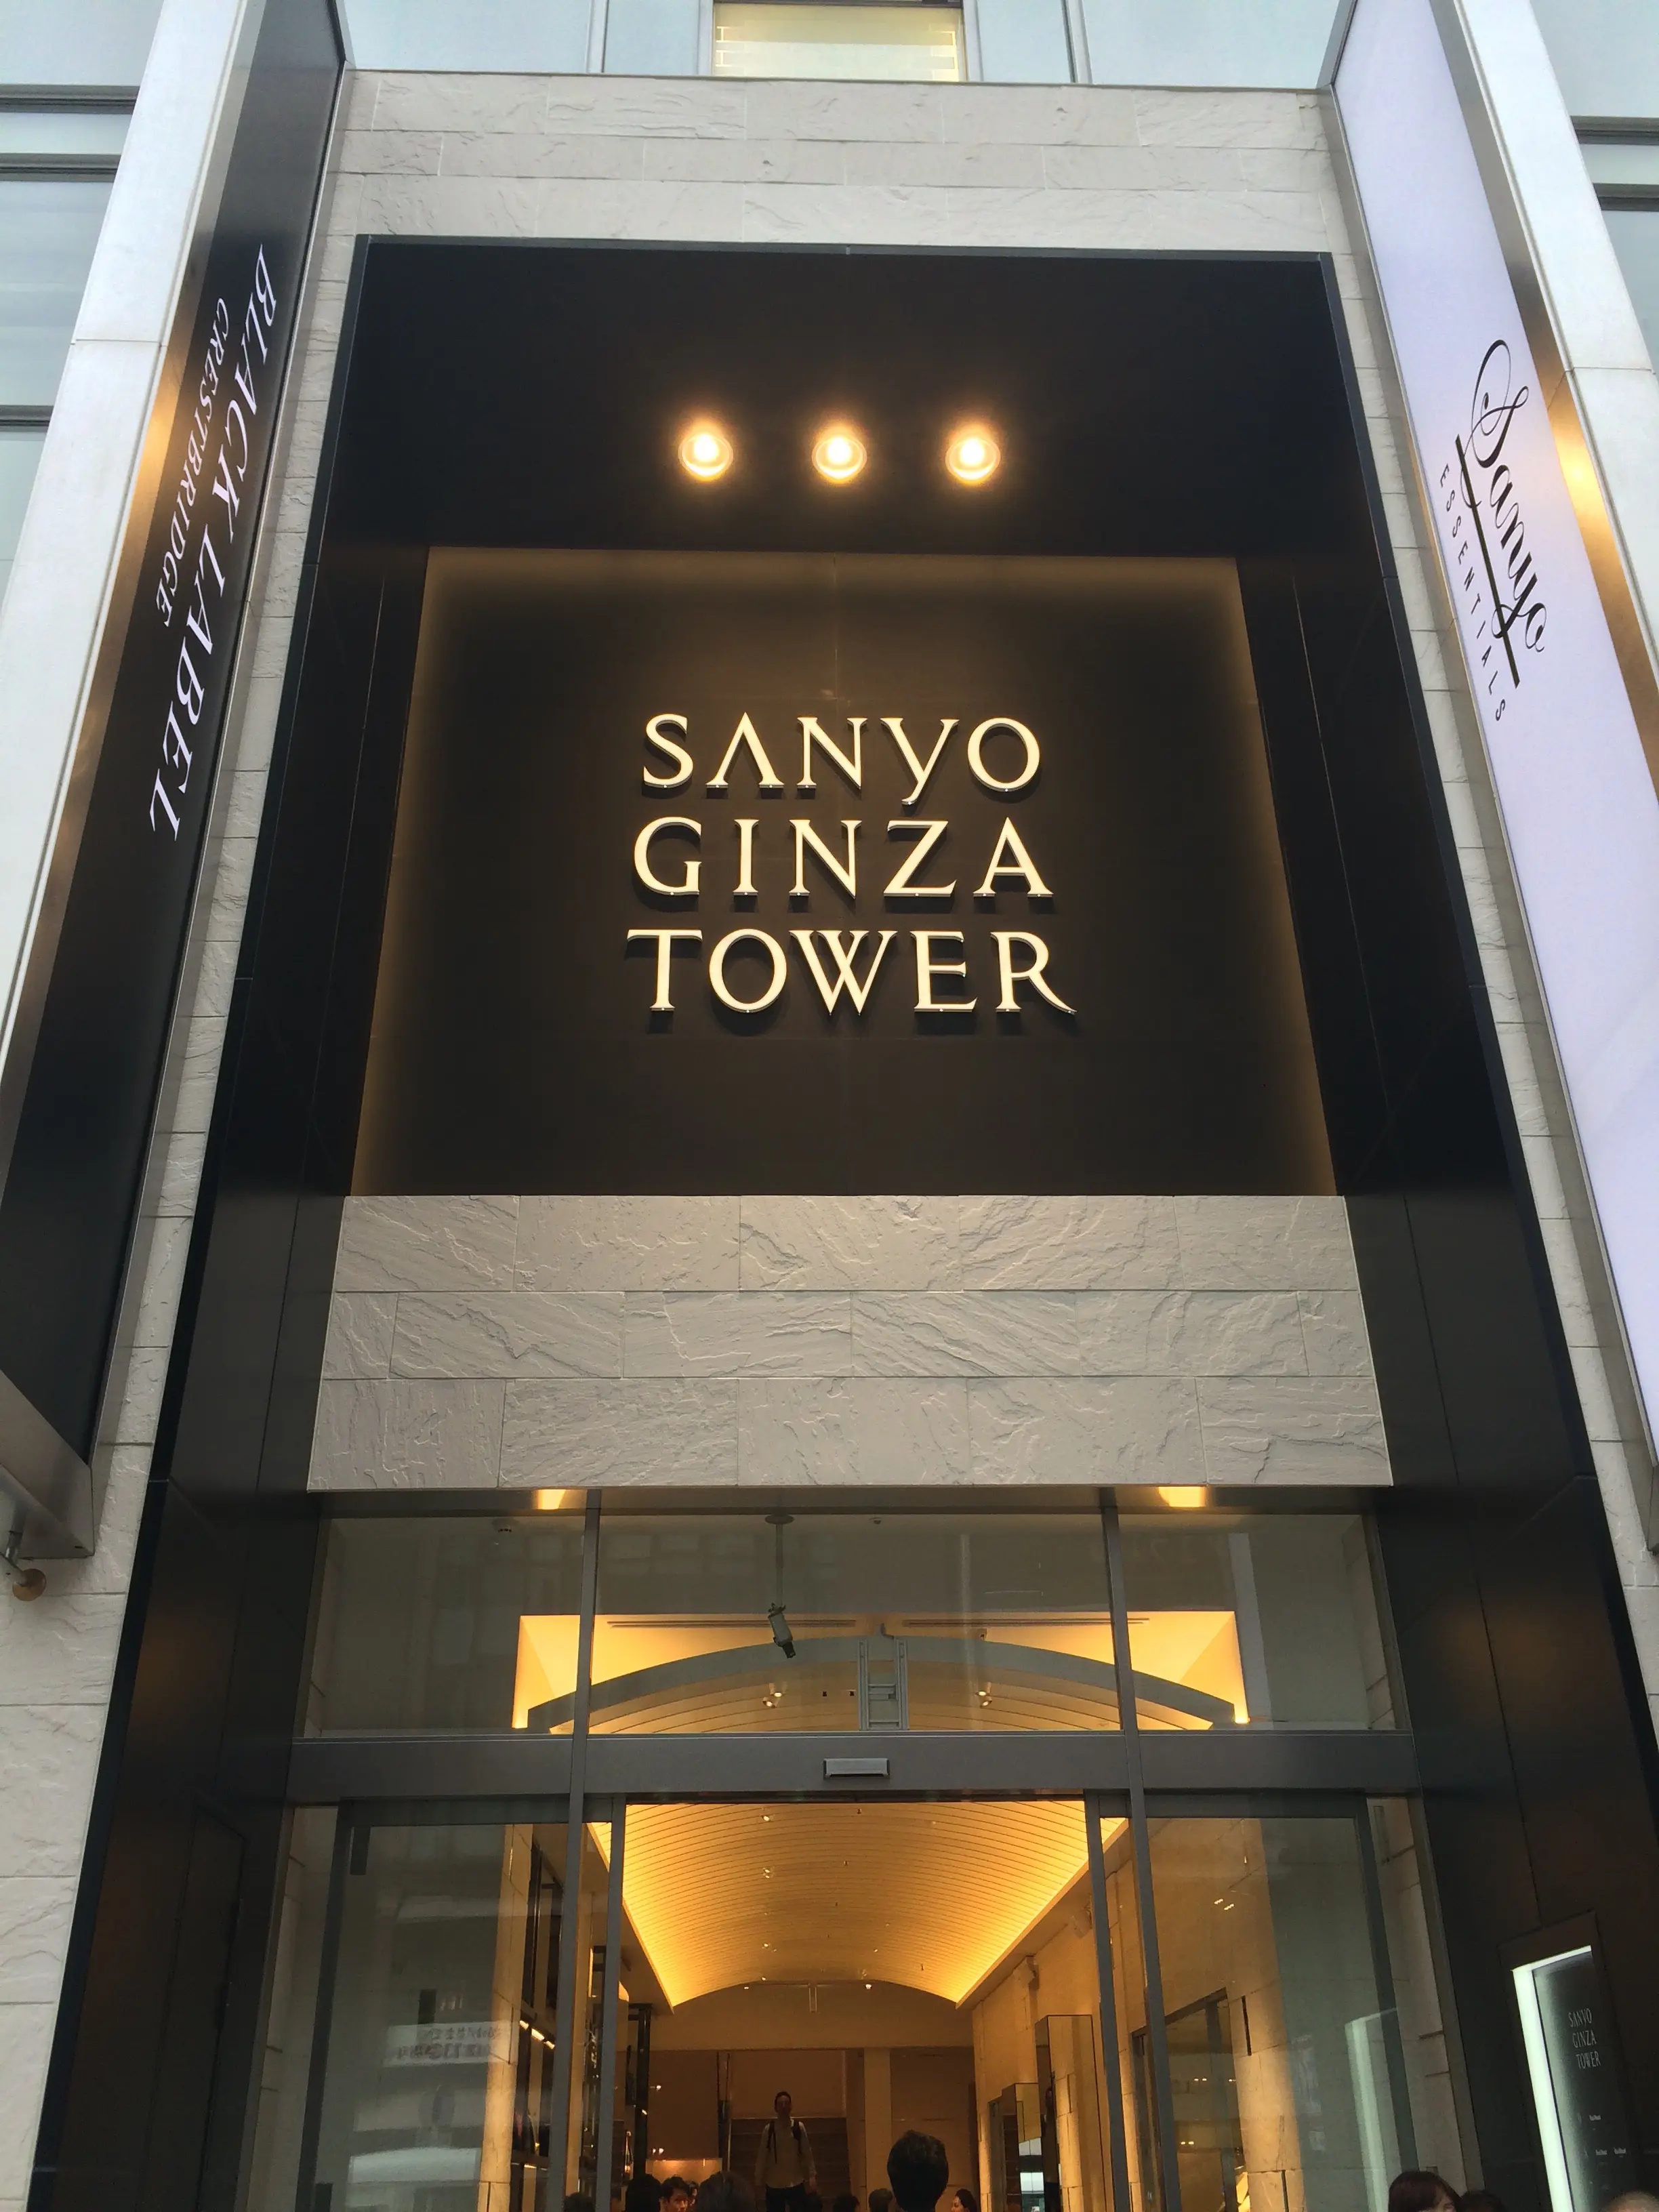 BLACK LABEL
CRESTBRIDGE
Sanyo
ESSENTIALS
SANYO
GINZA
TOWER
SANYO
GINZA
TOWER